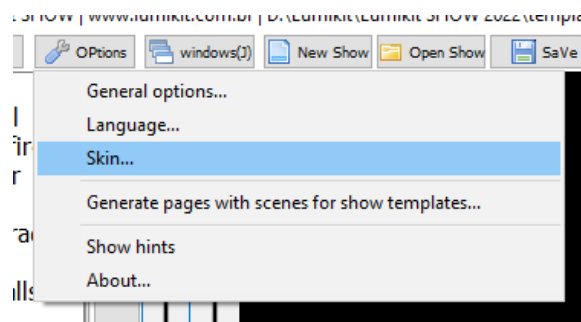 SHOW | www.lumikit.com.br | D:\Lumikit\Lumikit SHOW 2022\templa
OPtions windows(J) New Show Open Show SaVe
General options...
Language...
Skin...
Generate pages with scenes for show templates...
Show hints
About...